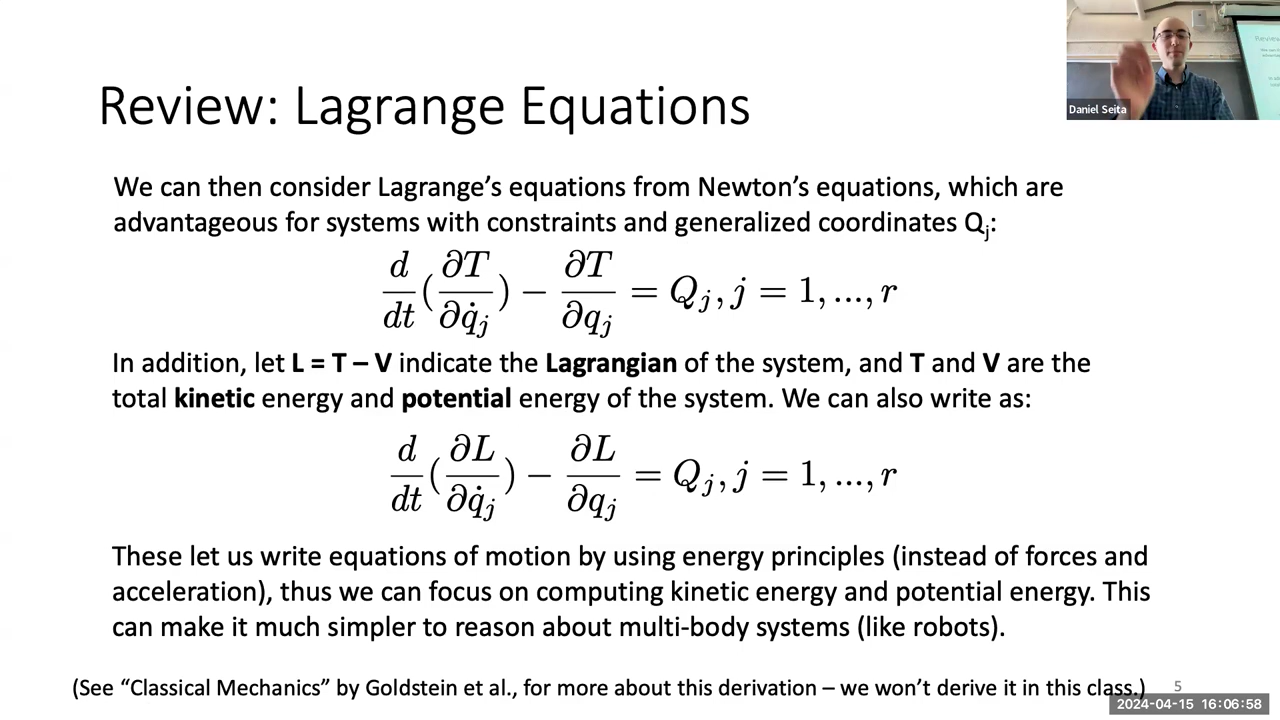 Daniel Seita
Review: Lagrange Equations
We can then consider Lagrange’s equations from Newton’s equations, which are
advantageous for systems with constraints and generalized coordinates Qj:
d/dt(∂T/∂q̇j) − ∂T/∂qj = Qj, j = 1, ..., r
In addition, let L = T – V indicate the Lagrangian of the system, and T and V are the
total kinetic energy and potential energy of the system. We can also write as:
d/dt(∂L/∂q̇j) − ∂L/∂qj = Qj, j = 1, ..., r
These let us write equations of motion by using energy principles (instead of forces and
acceleration), thus we can focus on computing kinetic energy and potential energy. This
can make it much simpler to reason about multi-body systems (like robots).
(See “Classical Mechanics” by Goldstein et al., for more about this derivation – we won’t derive it in this class.)
5
2024-04-15 16:06:58